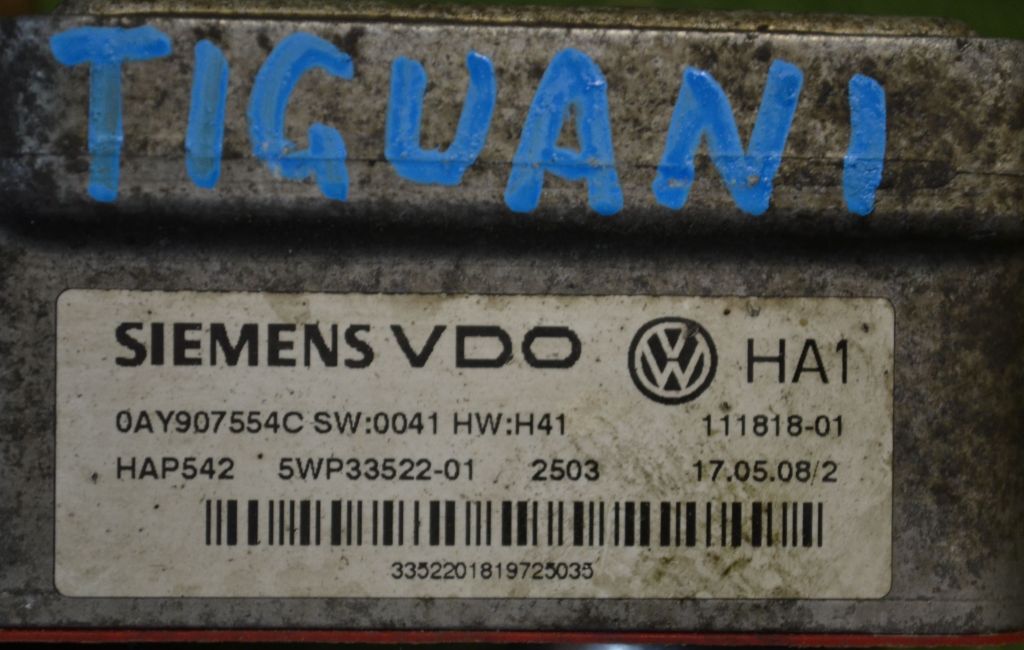 TIGUANI
SIEMENS VDO VW HA1
0AY907554C SW:0041 HW:H41 111818-01
HAP542 5WP33522-01 2503 17.05.08/2
3352201819725035